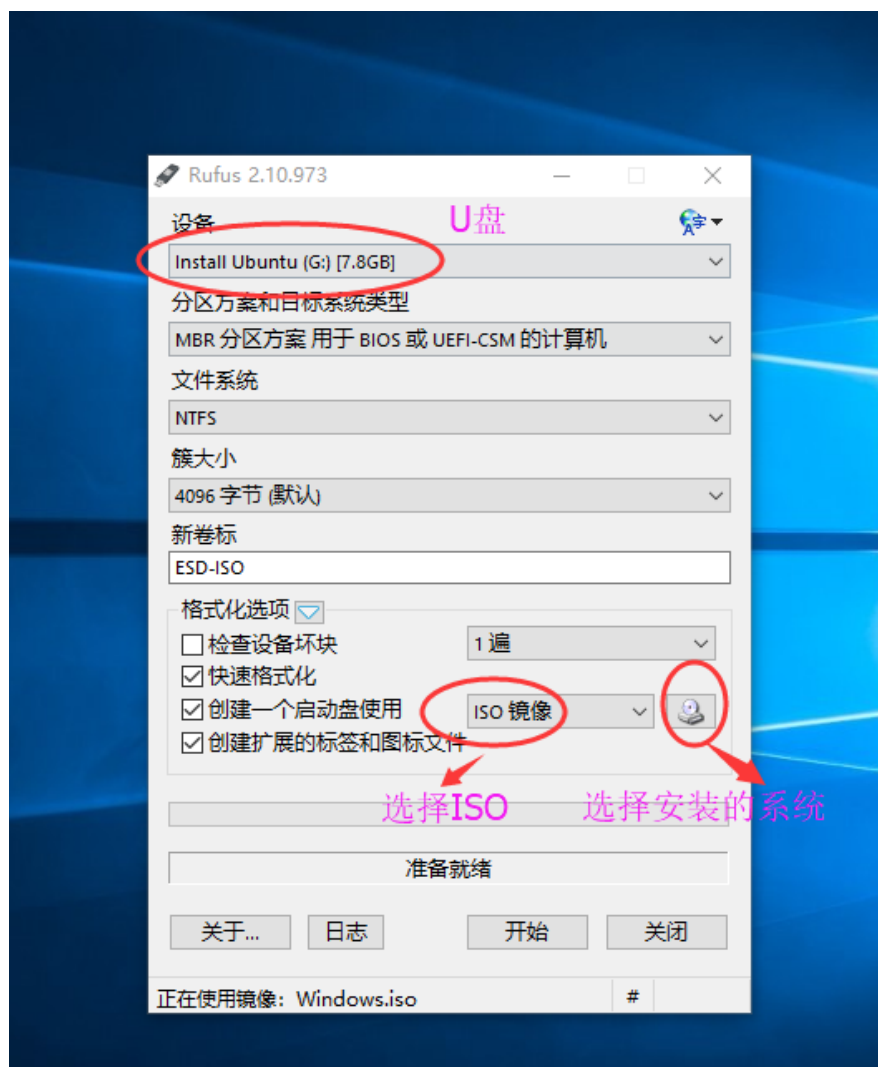 Rufus 2.10.973
设备
U盘
Install Ubuntu (G:) [7.8GB]
分区方案和目标系统类型
MBR 分区方案 用于 BIOS 或 UEFI-CSM 的计算机
文件系统
NTFS
簇大小
4096 字节 (默认)
新卷标
ESD-ISO
格式化选项
检查设备坏块 1 遍
快速格式化
创建一个启动盘使用 ISO 镜像
创建扩展的标签和图标文件
选择ISO 选择安装的系统
准备就绪
关于... 日志 开始 关闭
正在使用镜像: Windows.iso #